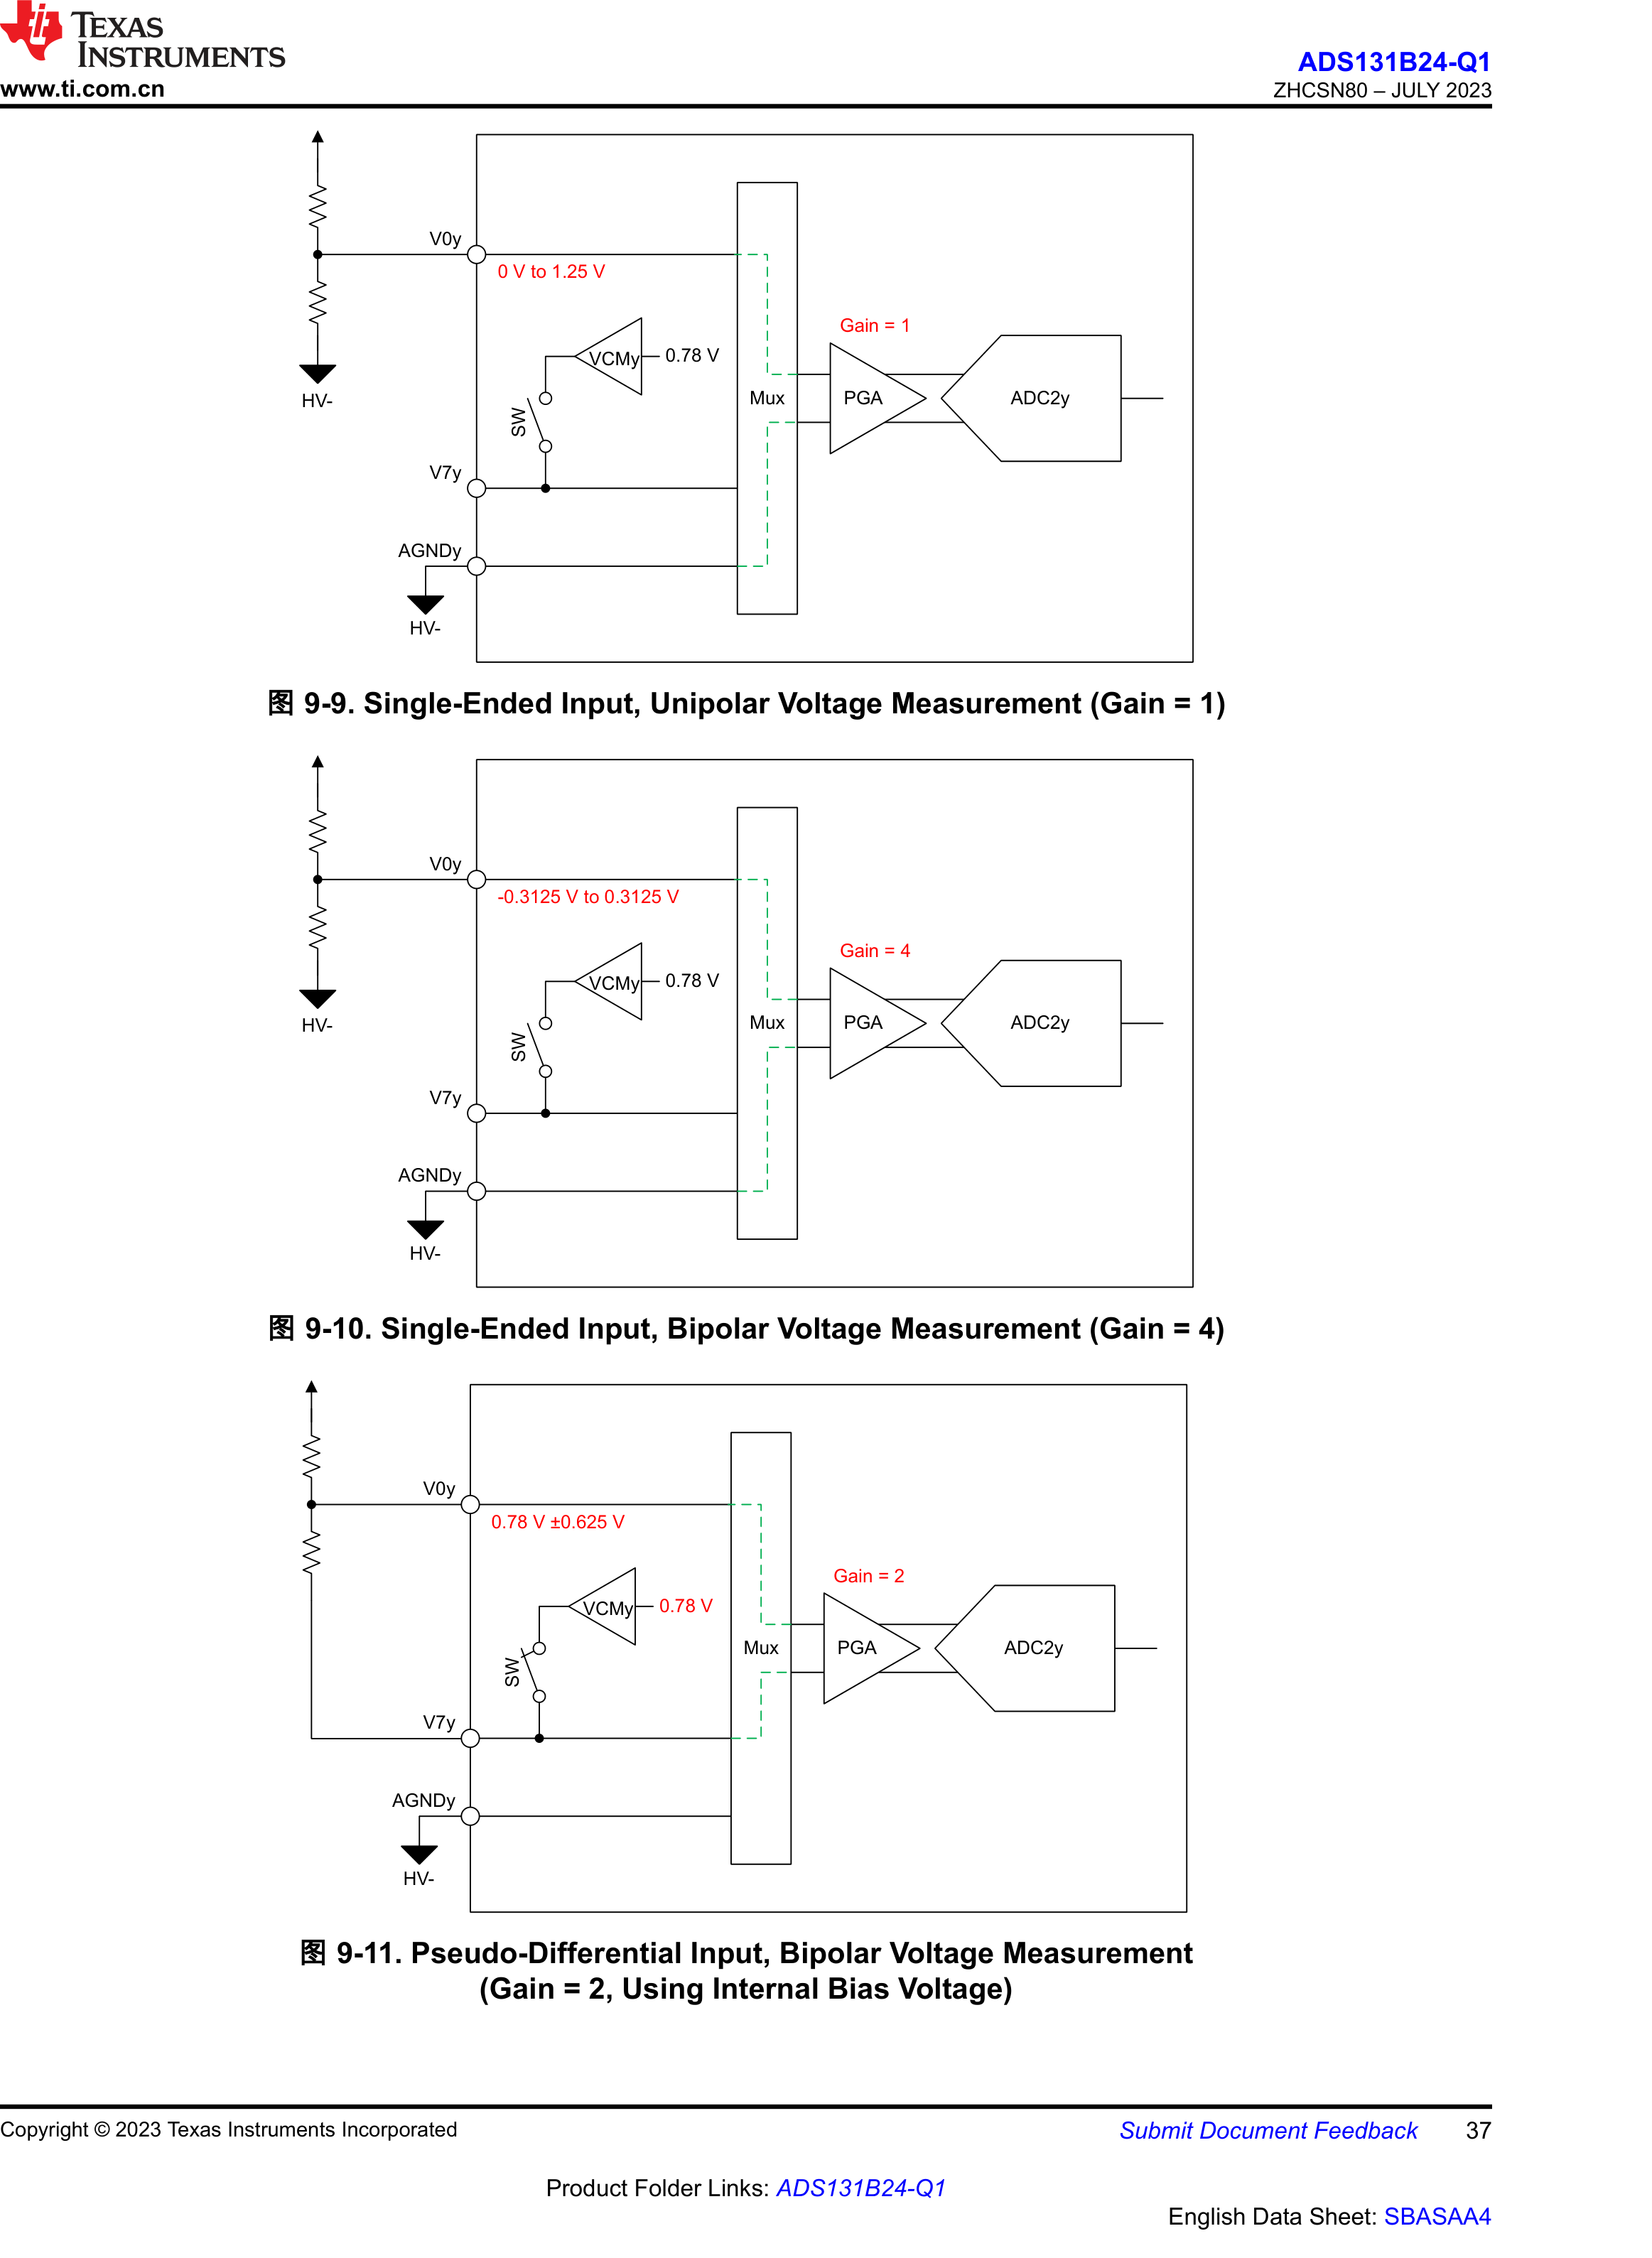 TEXAS
INSTRUMENTS
www.ti.com.cn
ADS131B24-Q1
ZHCSN80 – JULY 2023
V0y
0 V to 1.25 V
Gain = 1
VCMy
0.78 V
HV-
SW
Mux
PGA
ADC2y
V7y
AGNDy
HV-
图 9-9. Single-Ended Input, Unipolar Voltage Measurement (Gain = 1)
V0y
-0.3125 V to 0.3125 V
Gain = 4
VCMy
0.78 V
HV-
SW
Mux
PGA
ADC2y
V7y
AGNDy
HV-
图 9-10. Single-Ended Input, Bipolar Voltage Measurement (Gain = 4)
V0y
0.78 V ±0.625 V
Gain = 2
VCMy
0.78 V
SW
Mux
PGA
ADC2y
V7y
AGNDy
HV-
图 9-11. Pseudo-Differential Input, Bipolar Voltage Measurement
(Gain = 2, Using Internal Bias Voltage)
Copyright © 2023 Texas Instruments Incorporated
Submit Document Feedback 37
Product Folder Links: ADS131B24-Q1
English Data Sheet: SBASAA4